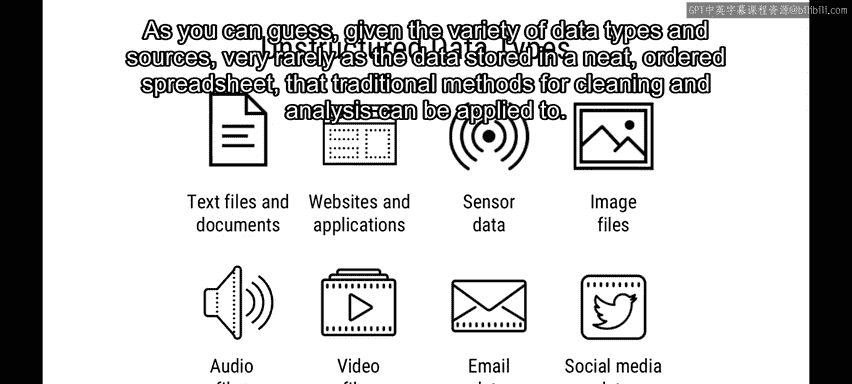 GPT中英字幕课程资源@bilibili.com
Unstructured Data Types
As you can guess, given the variety of data types and
sources, very rarely as the data stored in a neat, ordered
spreadsheet, that traditional methods for cleaning and
analysis can be applied to.
Text files and
documents
Websites and
applications
Sensor
data
Image
files
Audio
Video
Email
Social media